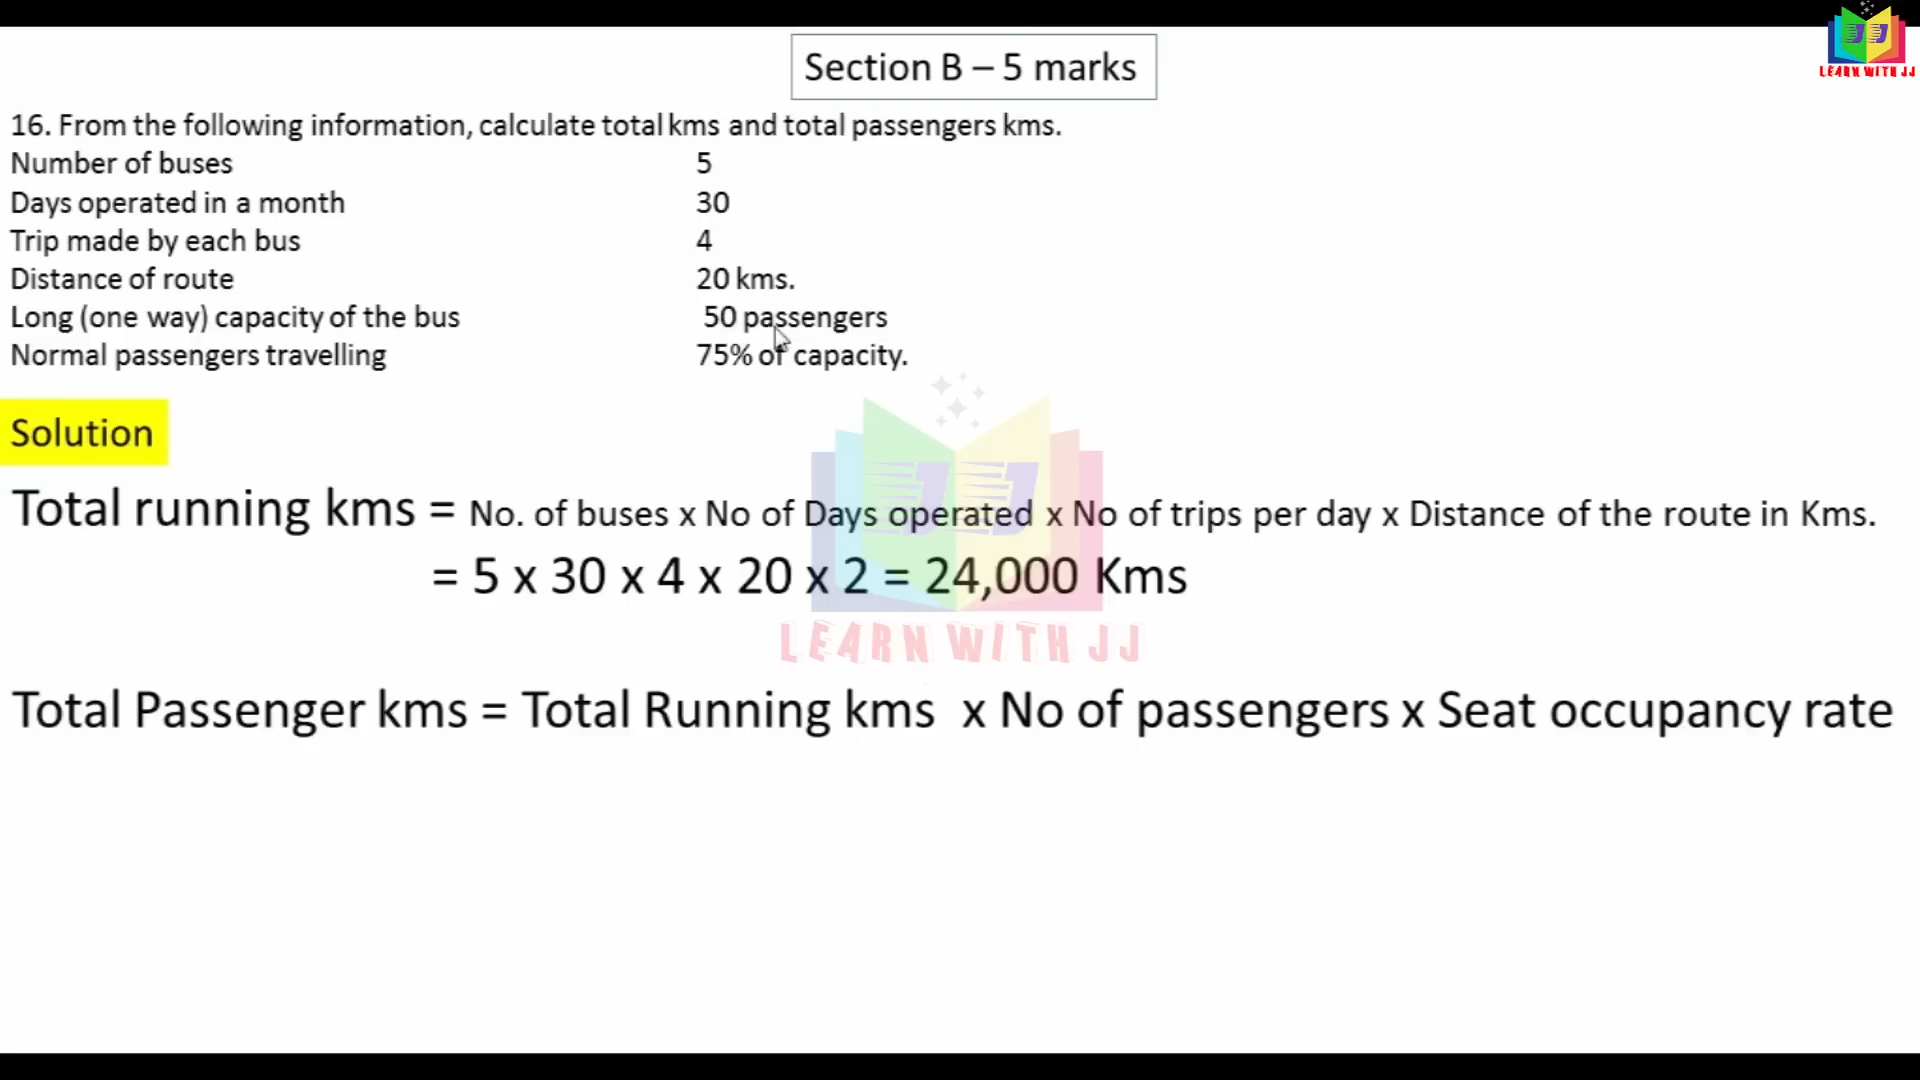 LEARN WITH JJ
Section B – 5 marks
16. From the following information, calculate total kms and total passengers kms.
Number of buses 5
Days operated in a month 30
Trip made by each bus 4
Distance of route 20 kms.
Long (one way) capacity of the bus 50 passengers
Normal passengers travelling 75% of capacity.
Solution
Total running kms = No. of buses x No of Days operated x No of trips per day x Distance of the route in Kms.
= 5 x 30 x 4 x 20 x 2 = 24,000 Kms
LEARN WITH JJ
Total Passenger kms = Total Running kms x No of passengers x Seat occupancy rate